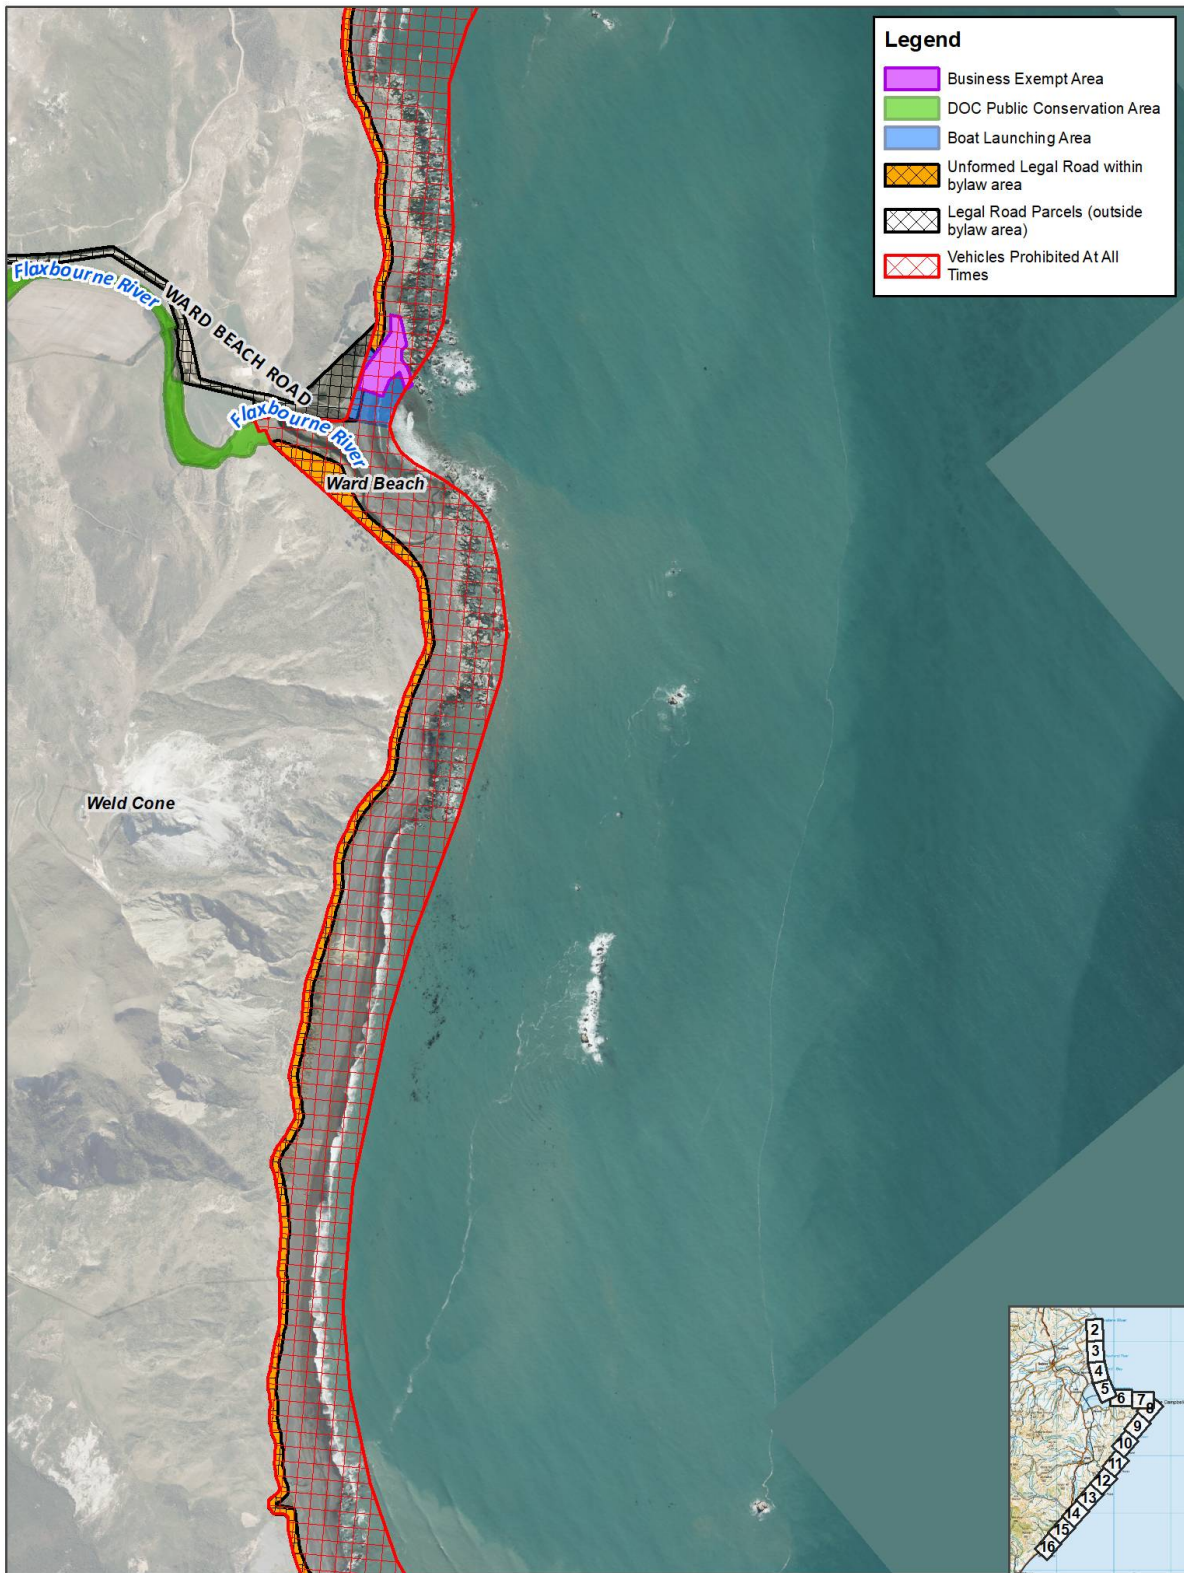 Legend
Business Exempt Area
DOC Public Conservation Area
Boat Launching Area
Unformed Legal Road within
bylaw area
Legal Road Parcels (outside
bylaw area)
Vehicles Prohibited At All
Times
Flaxbourne River
WARD BEACH ROAD
Flaxbourne River
Ward Beach
Weld Cone
2
3
4
5
6
7
8
9
10
11
12
13
14
15
16